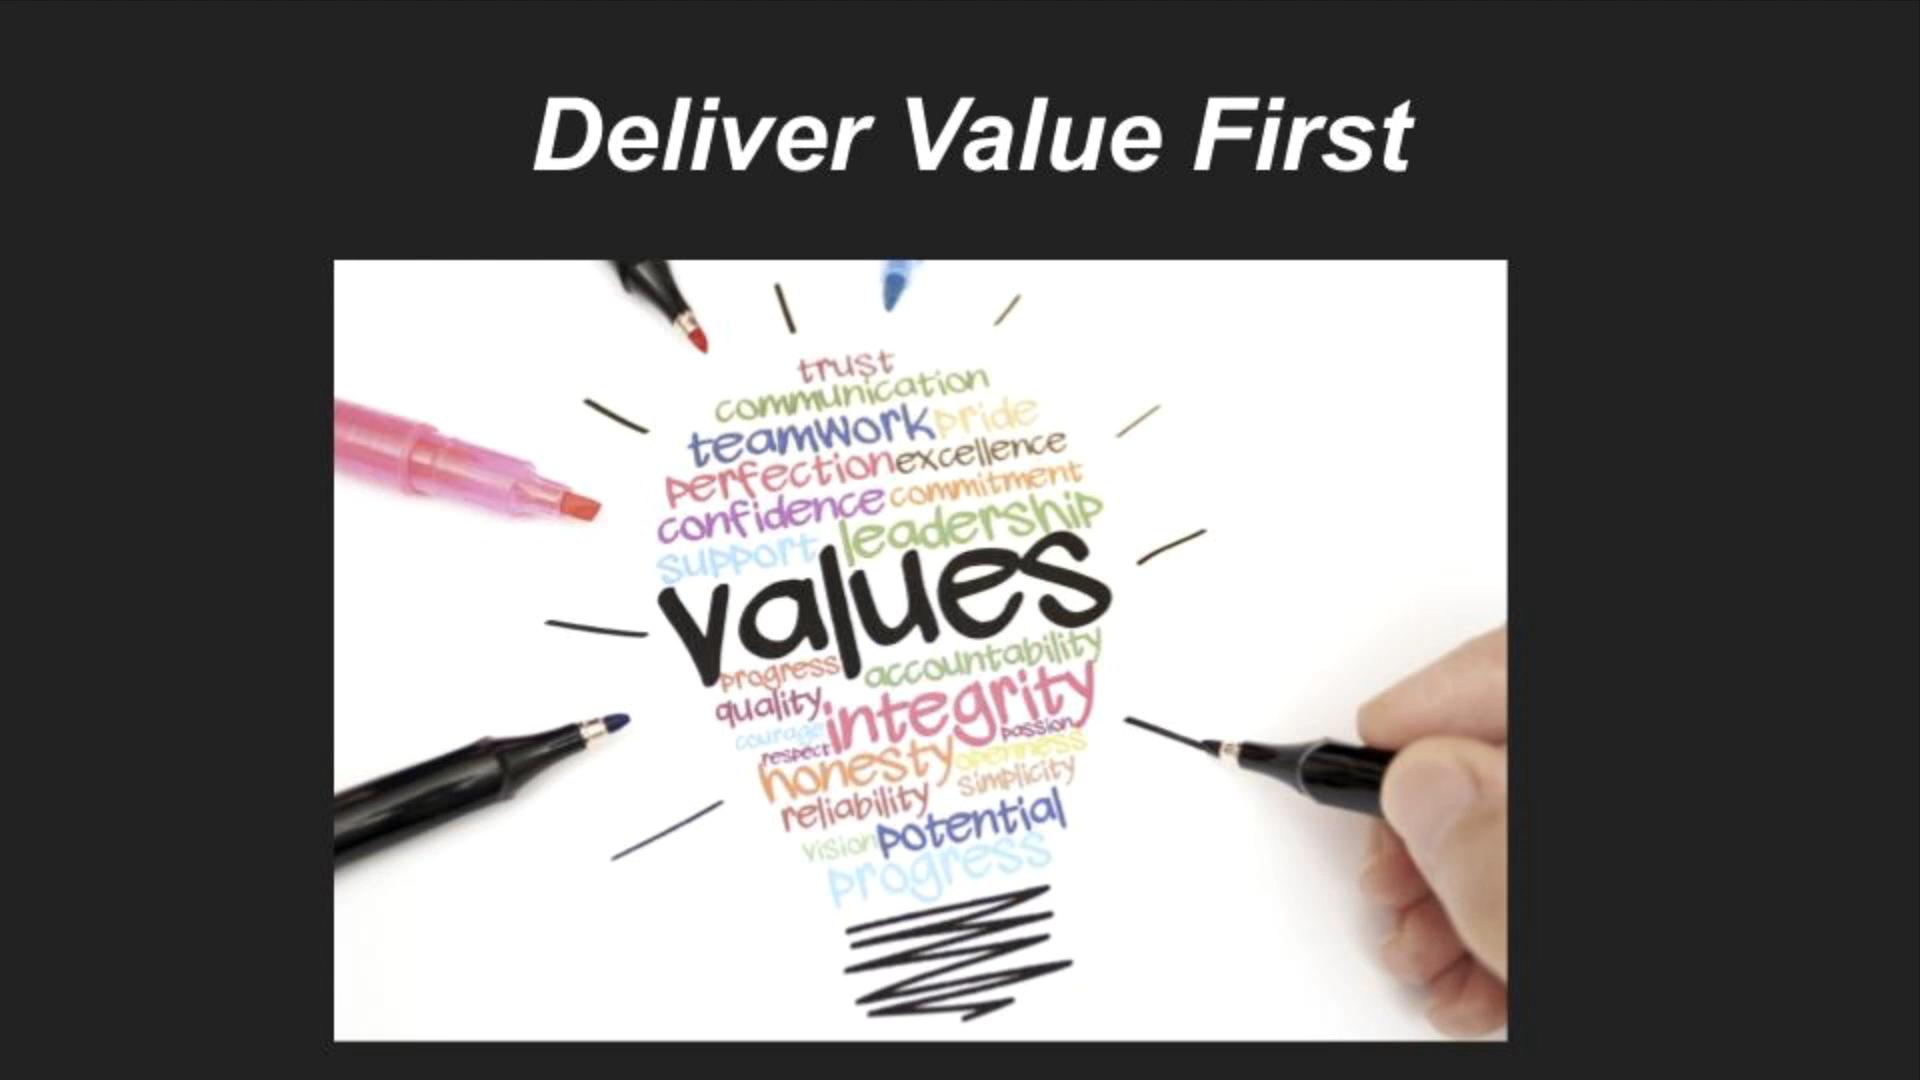 Deliver Value First
trust
communication
teamwork pride
perfection excellence
confidence commitment
support leadership
values
progress accountability
quality integrity
courage passion
respect
honesty openness
reliability simplicity
vision potential
progress